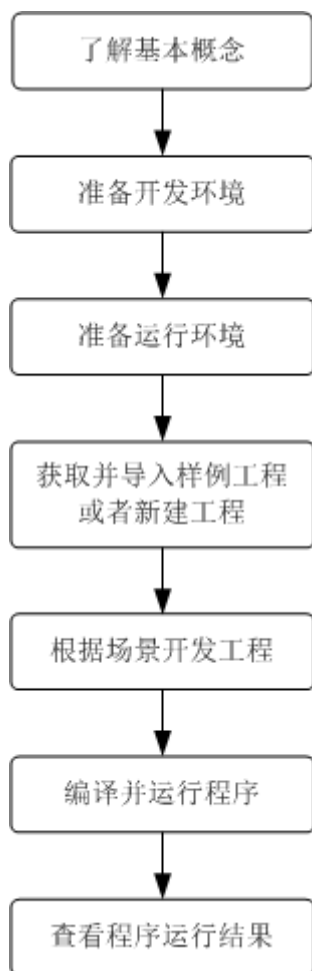 了解基本概念
准备开发环境
准备运行环境
获取并导入样例工程
或者新建工程
根据场景开发工程
编译并运行程序
查看程序运行结果